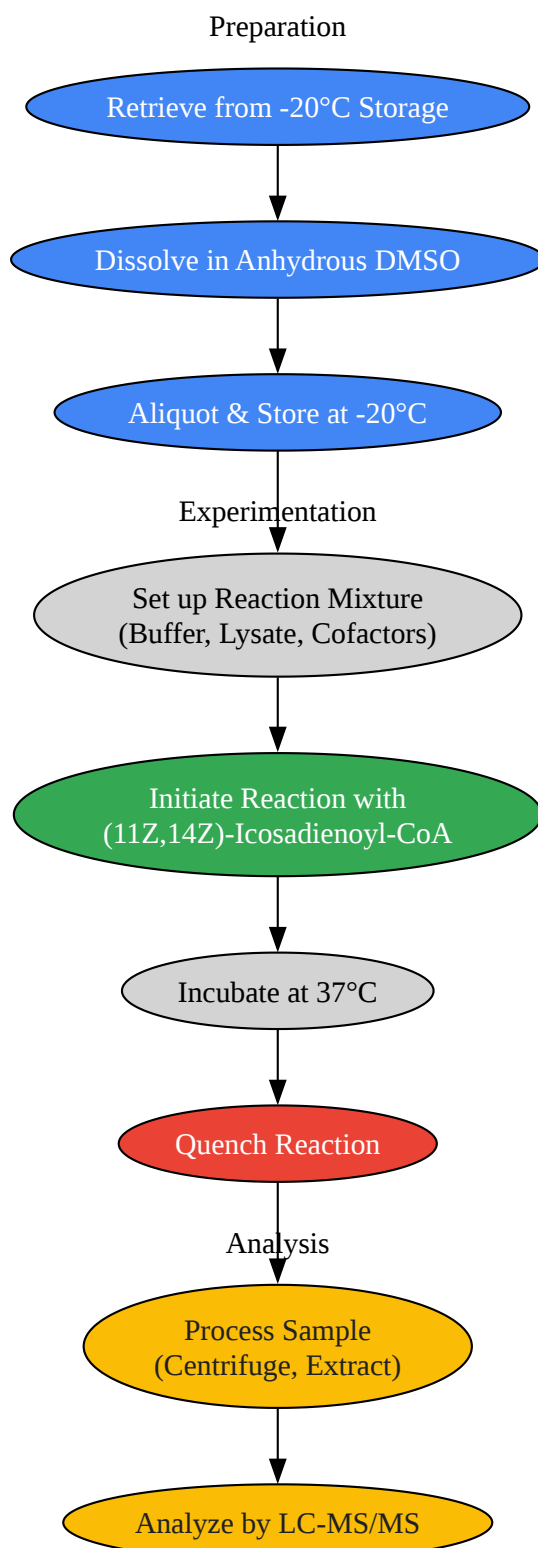 Preparation
Retrieve from -20°C Storage
Dissolve in Anhydrous DMSO
Aliquot & Store at -20°C
Experimentation
Set up Reaction Mixture
(Buffer, Lysate, Cofactors)
Initiate Reaction with
(11Z,14Z)-Icosadienoyl-CoA
Incubate at 37°C
Quench Reaction
Analysis
Process Sample
(Centrifuge, Extract)
Analyze by LC-MS/MS